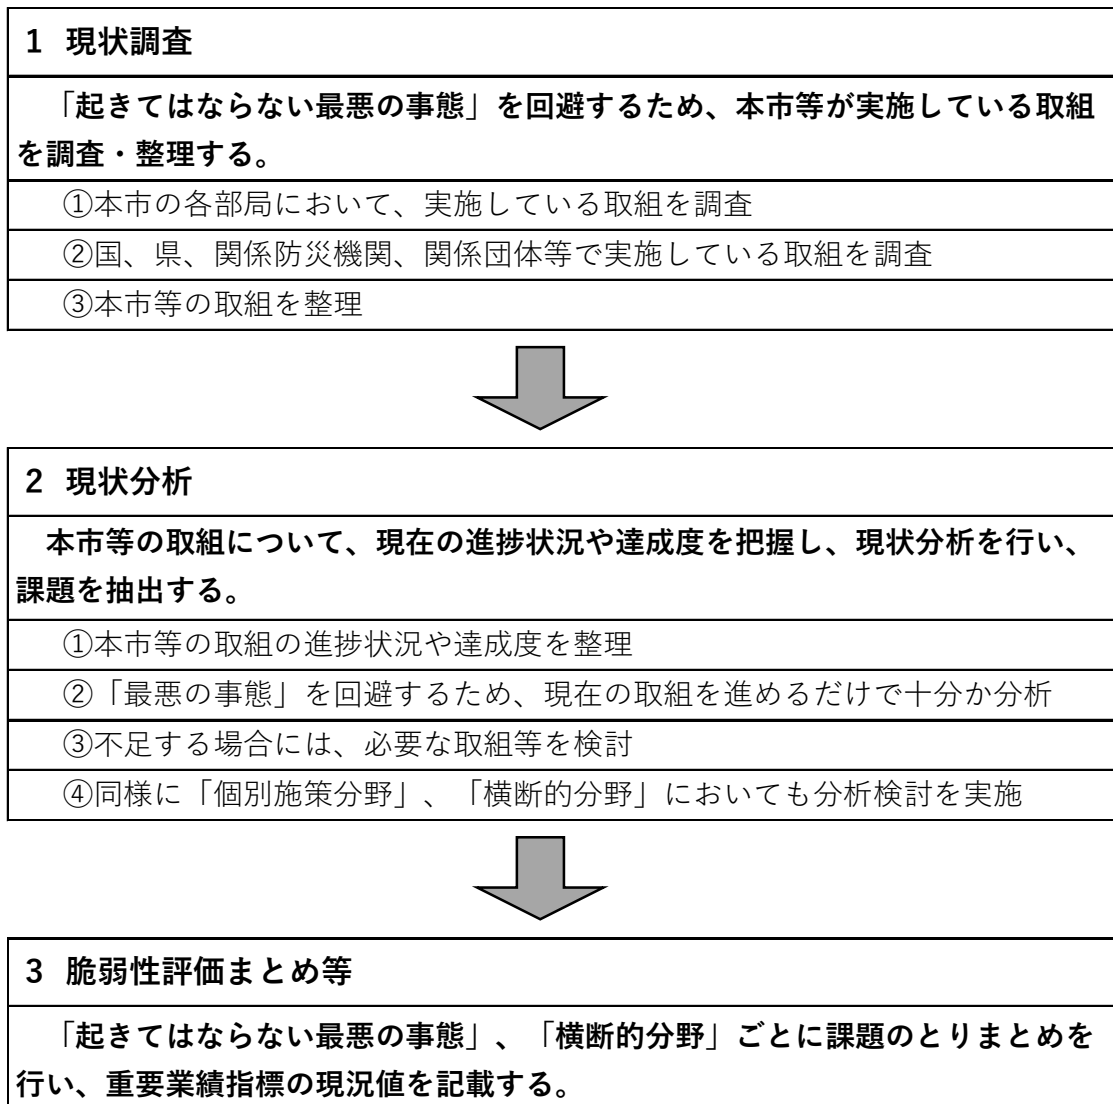 1 現状調査
「起きてはならない最悪の事態」を回避するため、本市等が実施している取組
を調査・整理する。
①本市の各部局において、実施している取組を調査
②国、県、関係防災機関、関係団体等で実施している取組を調査
③本市等の取組を整理
2 現状分析
本市等の取組について、現在の進捗状況や達成度を把握し、現状分析を行い、
課題を抽出する。
①本市等の取組の進捗状況や達成度を整理
②「最悪の事態」を回避するため、現在の取組を進めるだけで十分か分析
③不足する場合には、必要な取組等を検討
④同様に「個別施策分野」、「横断的分野」においても分析検討を実施
3 脆弱性評価まとめ等
「起きてはならない最悪の事態」、「横断的分野」ごとに課題のとりまとめを
行い、重要業績指標の現況値を記載する。